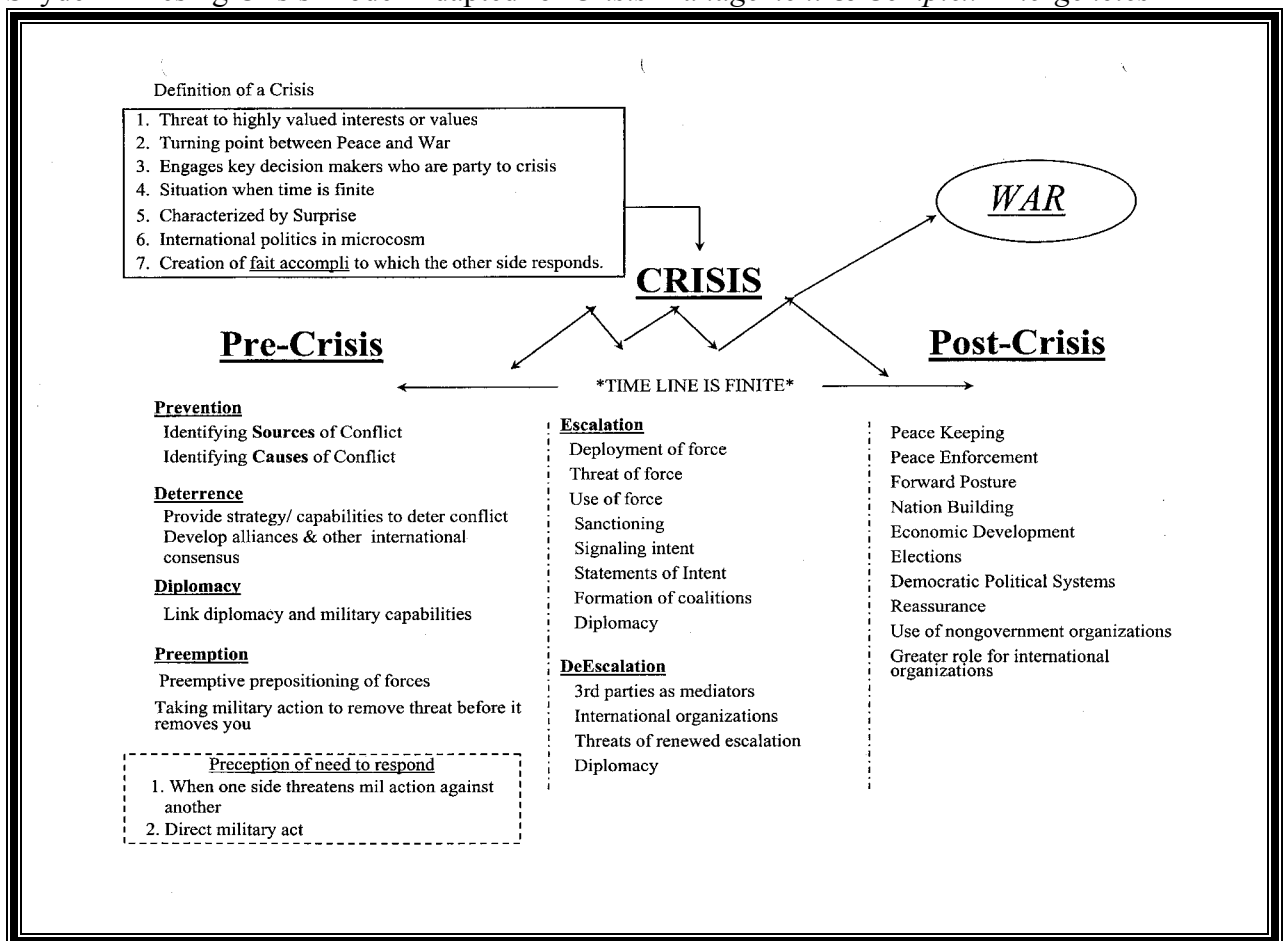 Crisis Model Adapted for Crisis
Definition of a Crisis
1. Threat to highly valued interests or values
2. Turning point between Peace and War
3. Engages key decision makers who are party to crisis
4. Situation when time is finite
5. Characterized by Surprise
6. International politics in microcosm
7. Creation of fait accompli to which the other side responds.
WAR
CRISIS
Pre-Crisis
Post-Crisis
*TIME LINE IS FINITE*
Prevention
Identifying Sources of Conflict
Identifying Causes of Conflict
Deterrence
Provide strategy/ capabilities to deter conflict
Develop alliances & other international
consensus
Diplomacy
Link diplomacy and military capabilities
Preemption
Preemptive prepositioning of forces
Taking military action to remove threat before it
removes you
Preception of need to respond
1. When one side threatens mil action against
another
2. Direct military act
Escalation
Deployment of force
Threat of force
Use of force
Sanctioning
Signaling intent
Statements of Intent
Formation of coalitions
Diplomacy
DeEscalation
3rd parties as mediators
International organizations
Threats of renewed escalation
Diplomacy
Peace Keeping
Peace Enforcement
Forward Posture
Nation Building
Economic Development
Elections
Democratic Political Systems
Reassurance
Use of nongovernment organizations
Greater role for international
organizations